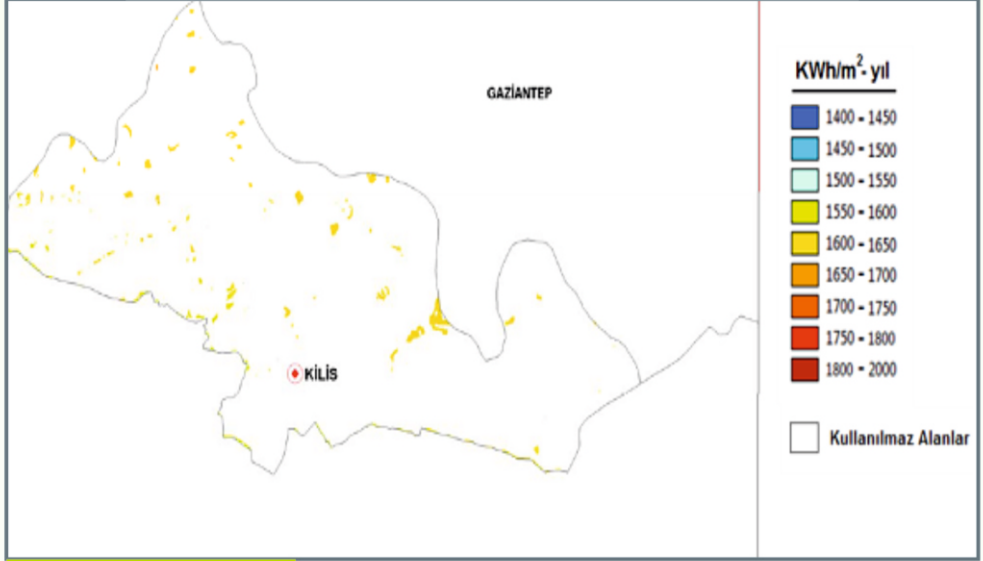 GAZİANTEP
KİLİS
KWh/m²- yıl
1400 - 1450
1450 - 1500
1500 - 1550
1550 - 1600
1600 - 1650
1650 - 1700
1700 - 1750
1750 - 1800
1800 - 2000
Kullanılmaz Alanlar